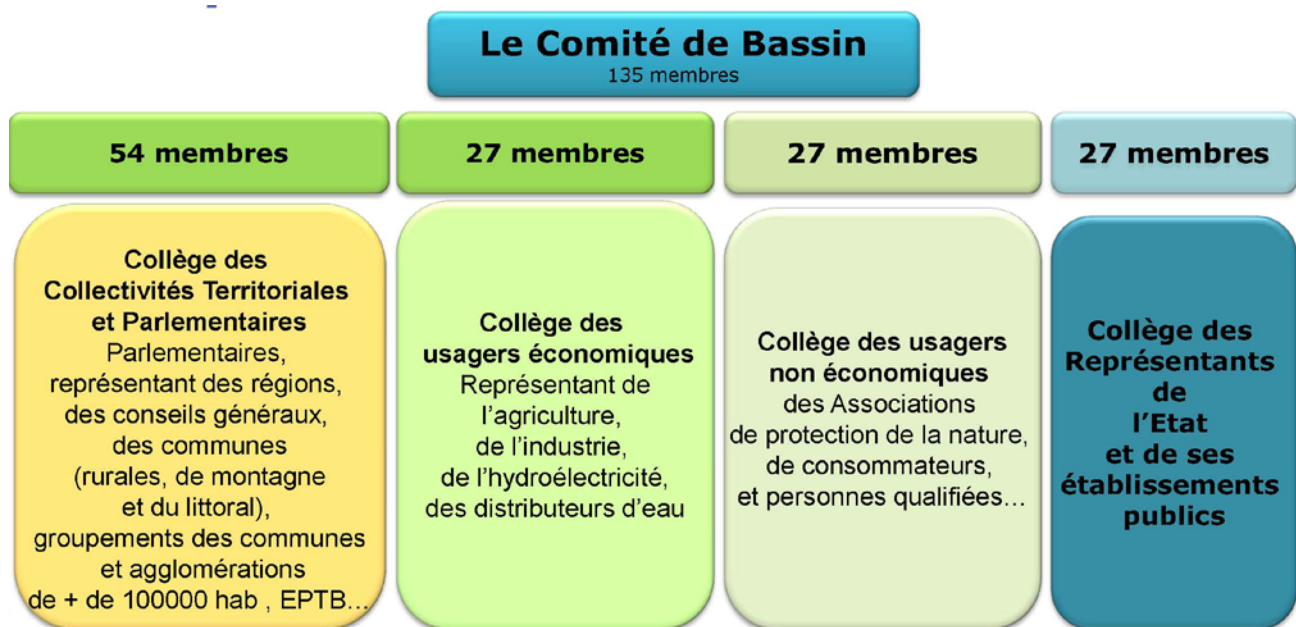 Le Comité de Bassin
135 membres
54 membres
27 membres
27 membres
27 membres
Collège des
Collectivités Territoriales
et Parlementaires
Parlementaires,
représentant des régions,
des conseils généraux,
des communes
(rurales, de montagne
et du littoral),
groupements des communes
et agglomérations
de + de 100000 hab , EPTB...
Collège des
usagers économiques
Représentant de
l'agriculture,
de l'industrie,
de l'hydroélectricité,
des distributeurs d'eau
Collège des usagers
non économiques
des Associations
de protection de la nature,
de consommateurs,
et personnes qualifiées...
Collège des
Représentants
de
l'Etat
et de ses
établissements
publics